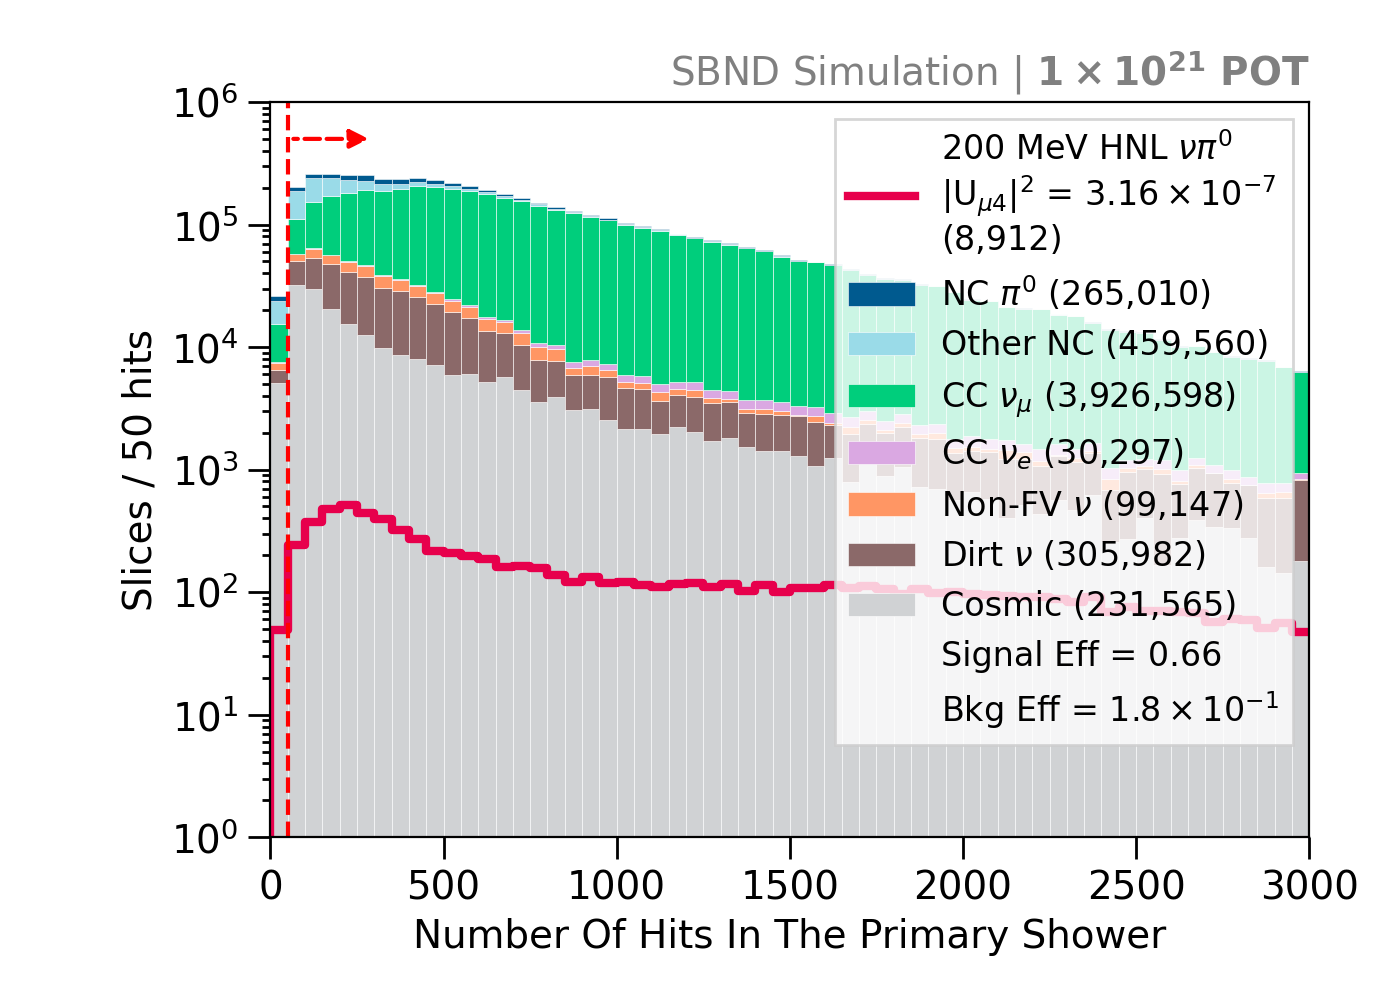 SBND Simulation | 1 × 10²¹ POT
10⁶
10⁵
10⁴
10³
10²
10¹
10⁰
Slices / 50 hits
200 MeV HNL νπ⁰
|U_μ4|² = 3.16 × 10⁻⁷
(8,912)
NC π⁰ (265,010)
Other NC (459,560)
CC ν_μ (3,926,598)
CC ν_e (30,297)
Non-FV ν (99,147)
Dirt ν (305,982)
Cosmic (231,565)
Signal Eff = 0.66
Bkg Eff = 1.8 × 10⁻¹
0 500 1000 1500 2000 2500 3000
Number Of Hits In The Primary Shower